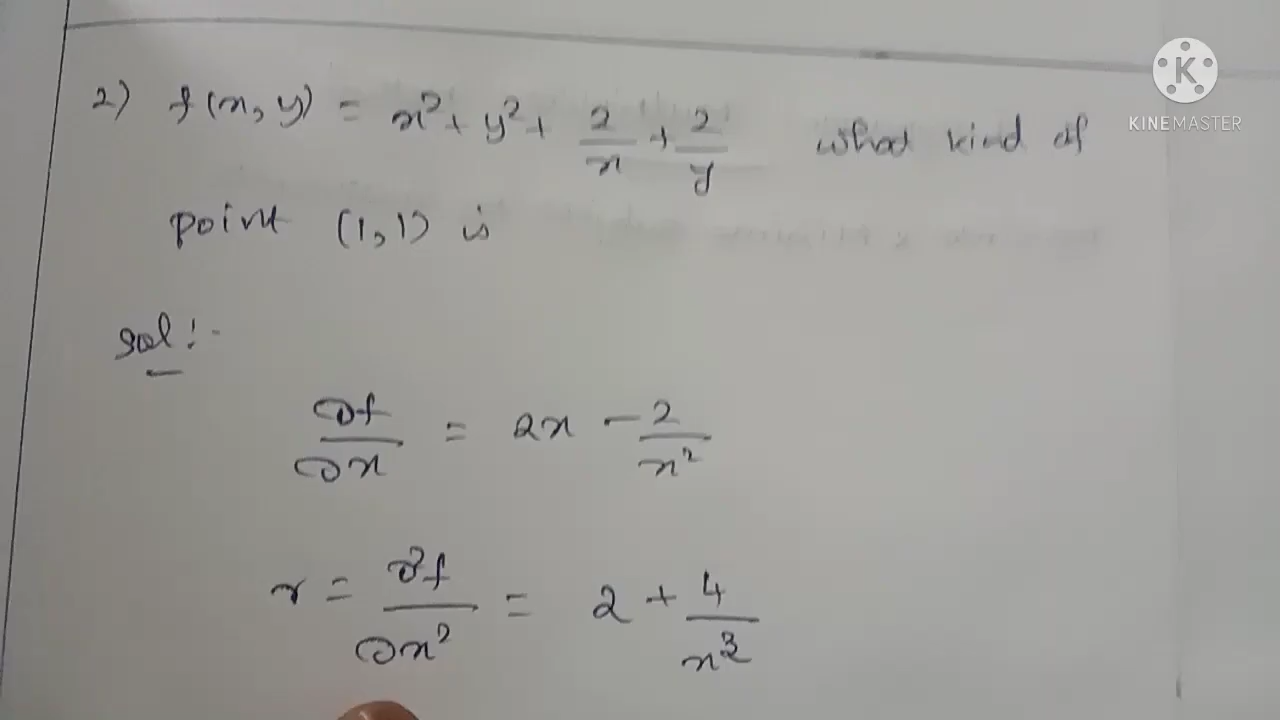 2) f(x, y) = x² + y² + 2/x + 2/y what kind of
point (1, 1) is
Sol:-
∂f/∂x = 2x - 2/x²
r = ∂²f/∂x² = 2 + 4/x³
K
KINEMASTER